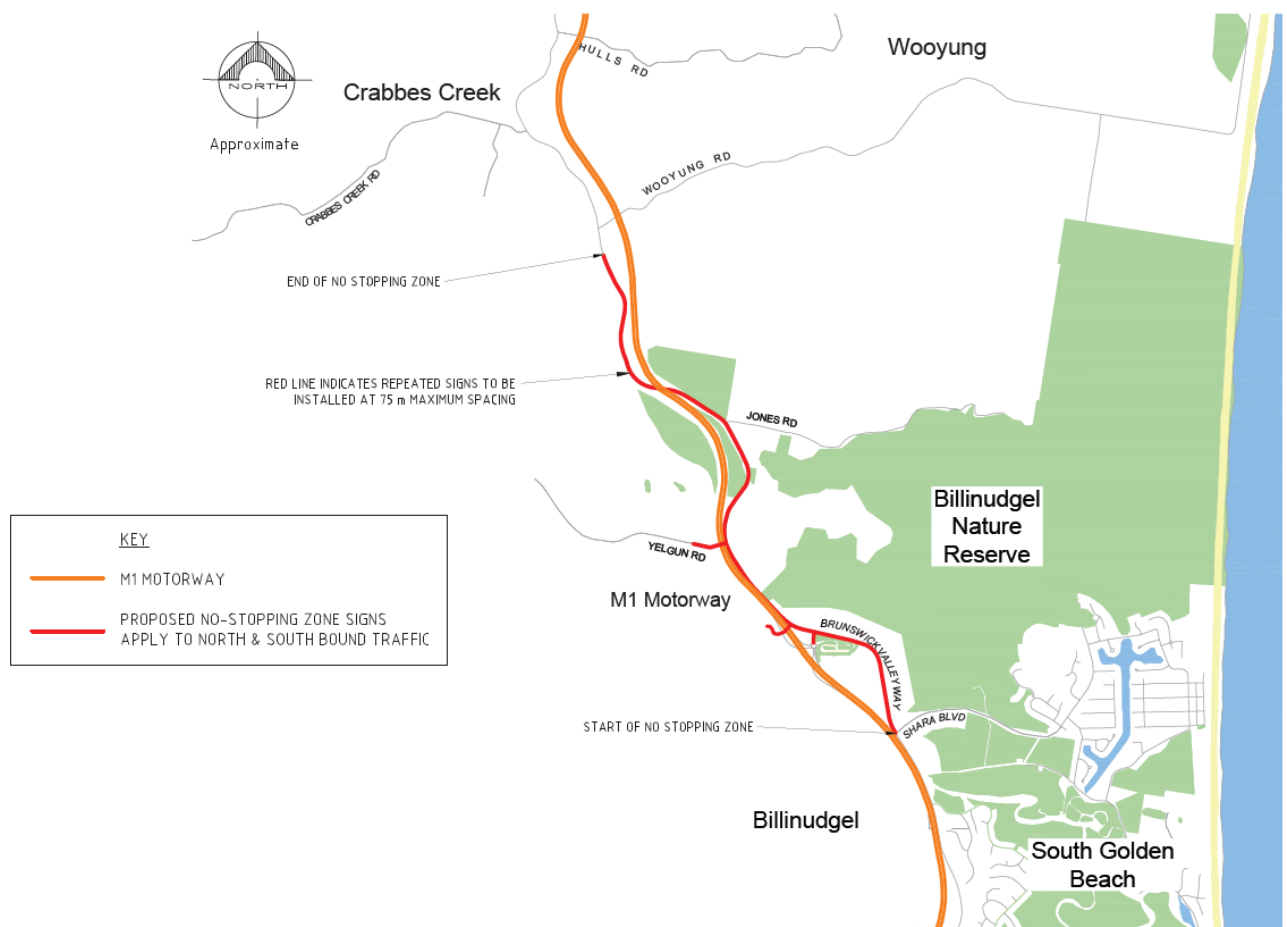 Wooyung
HULLS RD
NORTH
Crabbes Creek
Approximate
WOOYUNG RD
CRABBES CREEK RD
END OF NO STOPPING ZONE
RED LINE INDICATES REPEATED SIGNS TO BE
INSTALLED AT 75 m MAXIMUM SPACING
JONES RD
Billinudgel
Nature
Reserve
KEY
M1 MOTORWAY
PROPOSED NO-STOPPING ZONE SIGNS
APPLY TO NORTH & SOUTH BOUND TRAFFIC
YELGUN RD
M1 Motorway
BRUNSWICK VALLEY WAY
SHARA BLVD
START OF NO STOPPING ZONE
Billinudgel
South Golden
Beach